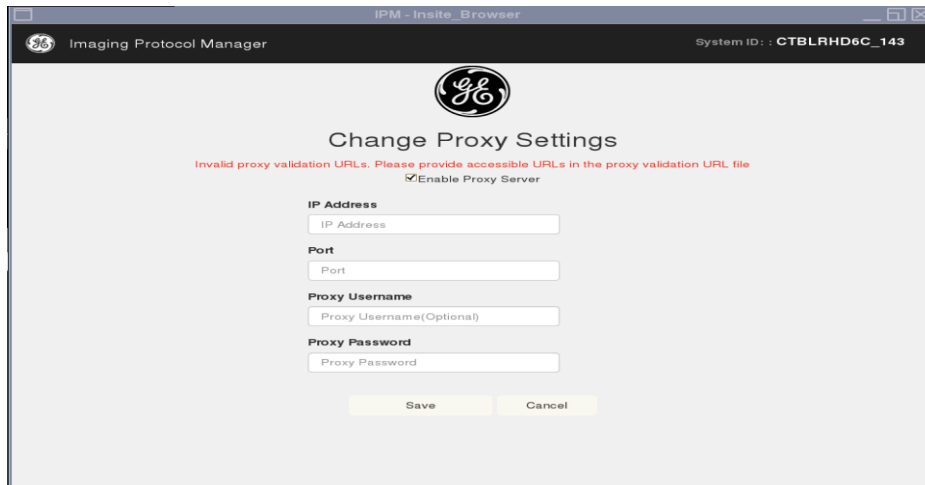 IPM - Insite_Browser
Imaging Protocol Manager
System ID: : CTBLRHD6C_143
Change Proxy Settings
Invalid proxy validation URLs. Please provide accessible URLs in the proxy validation URL file
Enable Proxy Server
IP Address
IP Address
Port
Port
Proxy Username
Proxy Username(Optional)
Proxy Password
Proxy Password
Save Cancel